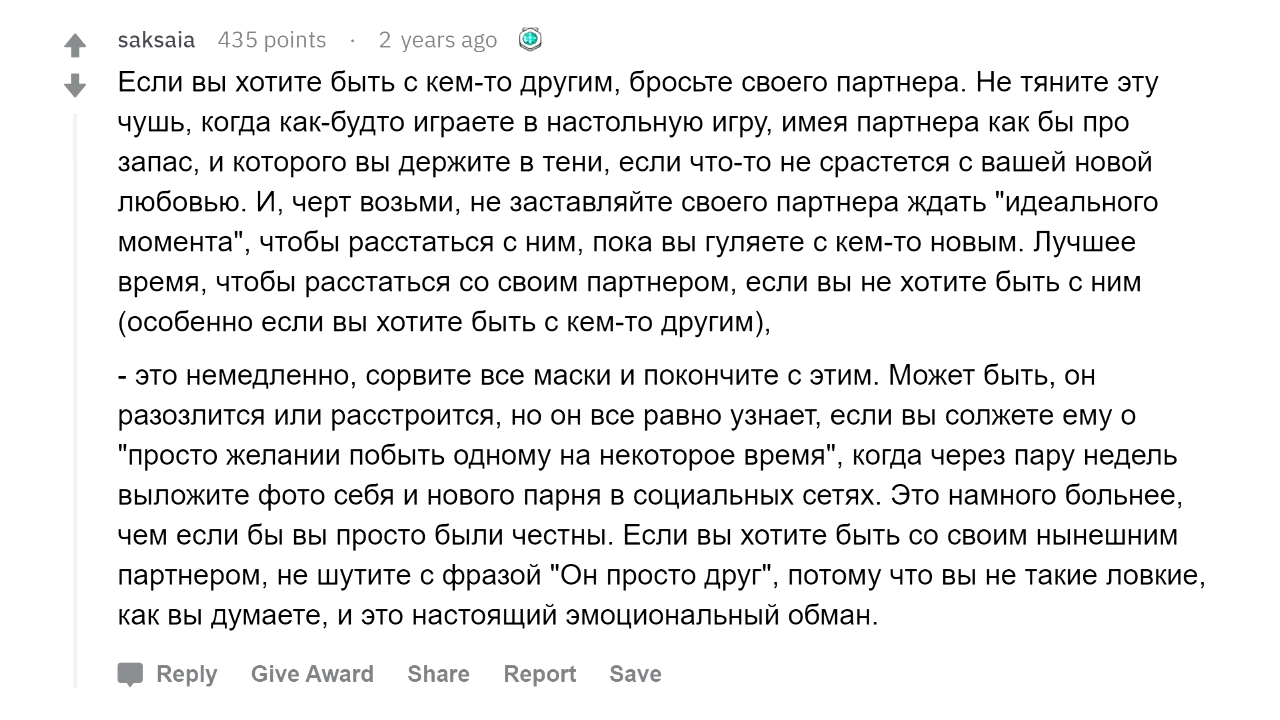 saksaia 435 points · 2 years ago
Если вы хотите быть с кем-то другим, бросьте своего партнера. Не тяните эту
чушь, когда как-будто играете в настольную игру, имея партнера как бы про
запас, и которого вы держите в тени, если что-то не срастется с вашей новой
любовью. И, черт возьми, не заставляйте своего партнера ждать "идеального
момента", чтобы расстаться с ним, пока вы гуляете с кем-то новым. Лучшее
время, чтобы расстаться со своим партнером, если вы не хотите быть с ним
(особенно если вы хотите быть с кем-то другим),
- это немедленно, сорвите все маски и покончите с этим. Может быть, он
разозлится или расстроится, но он все равно узнает, если вы солжете ему о
"просто желании побыть одному на некоторое время", когда через пару недель
выложите фото себя и нового парня в социальных сетях. Это намного больнее,
чем если бы вы просто были честны. Если вы хотите быть со своим нынешним
партнером, не шутите с фразой "Он просто друг", потому что вы не такие ловкие,
как вы думаете, и это настоящий эмоциональный обман.
Reply Give Award Share Report Save